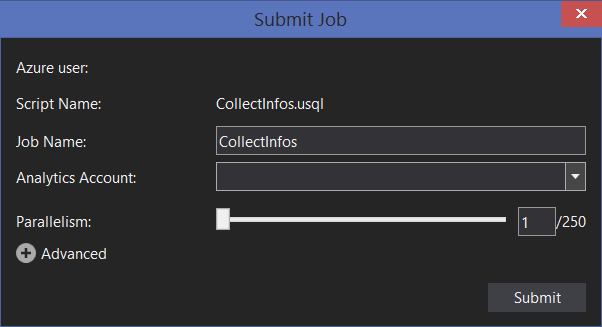 Submit Job
Azure user:
Script Name: CollectInfos.usql
Job Name: CollectInfos
Analytics Account:
Parallelism: 1 /250
Advanced
Submit